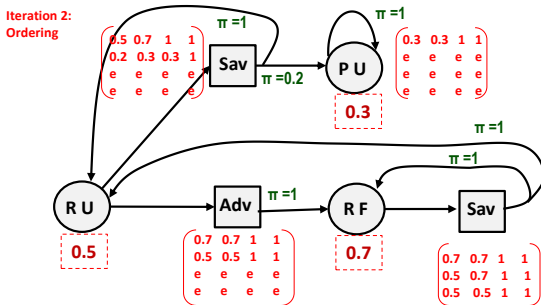 Iteration 2:
Ordering
π =1
π =1
0.5 0.7 1 1
0.2 0.3 0.3 1
e e e e
e e e e
Sav
π =0.2
P U
0.3 0.3 1 1
e e e e
e e e e
e e e e
0.3
π =1
π =1
R U
Adv
π =1
R F
Sav
0.5
0.7
0.7 0.7 1 1
0.5 0.5 1 1
e e e e
e e e e
0.7 0.7 1 1
0.5 0.7 1 1
0.5 0.5 1 1
e e e e